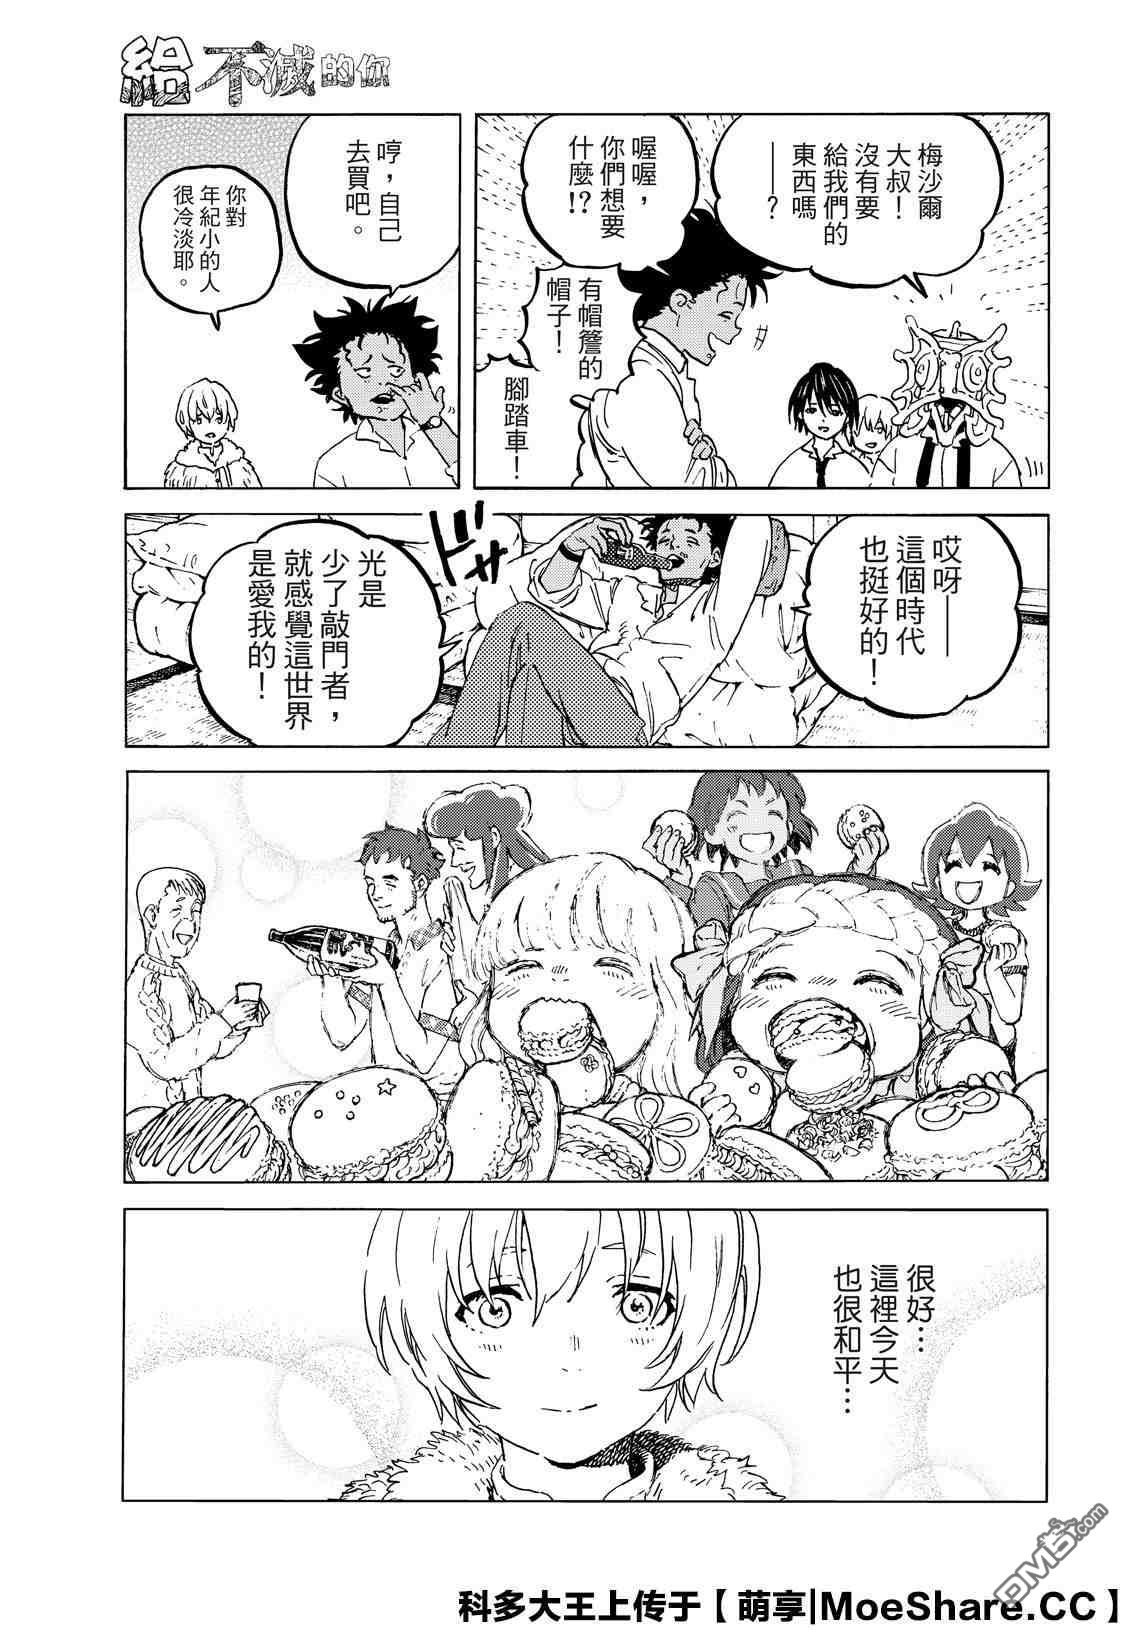 給不滅的你
梅沙爾
大叔！
沒有要
給我們的
東西嗎
——？
喔喔，
你們想要
什麼！？
有帽簷的
帽子！
腳踏車！
哼，自己
去買吧。
你對
年紀小的人
很冷淡耶。
哎呀——
這個時代
也挺好的！
ドサ
光是
少了敲門者，
就感覺這世界
是愛我的！
很好…
這裡今天
也很和平…
DM5.com
科多大王上传于【萌享|MoeShare.CC】